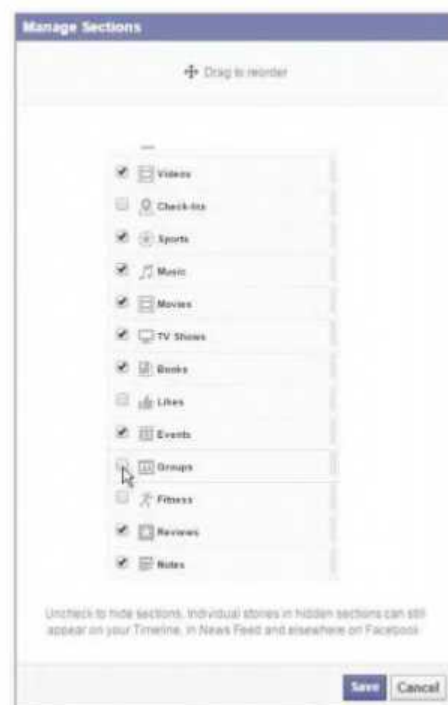 Manage Sections
Drag to reorder
Videos
Check-Ins
Sports
Music
Movies
TV Shows
Books
Likes
Events
Groups
Fitness
Reviews
Notes
Uncheck to hide sections. Individual stories in hidden sections can still
appear on your Timeline, in News Feed and elsewhere on Facebook
Save Cancel